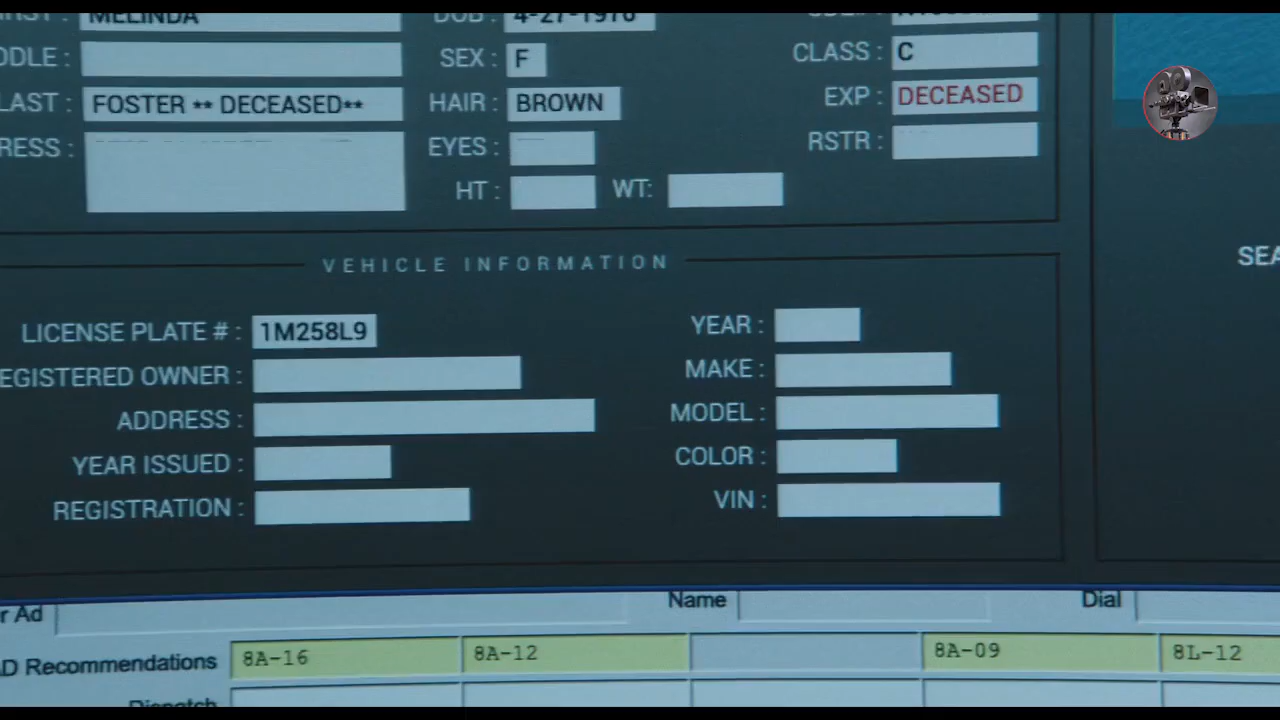 MELINDA DOB : 4-27-1976
DDLE : SEX : F CLASS : C
LAST : FOSTER ** DECEASED** HAIR : BROWN EXP : DECEASED
RESS : EYES : RSTR :
HT : WT:
VEHICLE INFORMATION
SEA
LICENSE PLATE # : 1M258L9 YEAR :
EGISTERED OWNER : MAKE :
ADDRESS : MODEL :
YEAR ISSUED : COLOR :
REGISTRATION : VIN :
r Ad Name Dial
AD Recommendations 8A-16 8A-12 8A-09 8L-12
Dispatch